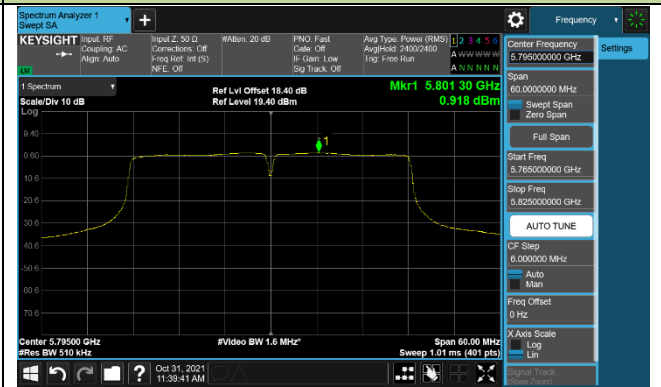 Spectrum Analyzer 1
Swept SA
Frequency
KEYSIGHT
Input: RF
Coupling: AC
Align: Auto
Input Z: 50 Ω
Corrections: Off
Freq Ref: Int (S)
NFE: Off
#Atten: 20 dB
PNO: Fast
Gate: Off
IF Gain: Low
Sig Track: Off
Avg Type: Power (RMS)
Avg|Hold: 2400/2400
Trig: Free Run
1 2 3 4 5 6
A W W W W W
A N N N N N
1 Spectrum
Scale/Div 10 dB
Log
Ref Lvl Offset 18.40 dB
Ref Level 19.40 dBm
Mkr1 5.801 30 GHz
0.918 dBm
1
9.40
-0.60
-10.6
-20.6
-30.6
-40.6
-50.6
-60.6
-70.6
Center 5.79500 GHz
#Res BW 510 kHz
#Video BW 1.6 MHz*
Span 60.00 MHz
Sweep 1.01 ms (401 pts)
Center Frequency
5.795000000 GHz
Settings
Span
60.0000000 MHz
Swept Span
Zero Span
Full Span
Start Freq
5.765000000 GHz
Stop Freq
5.825000000 GHz
AUTO TUNE
CF Step
6.000000 MHz
Auto
Man
Freq Offset
0 Hz
X Axis Scale
Log
Lin
Signal Track
(Span Zoom)
?
Oct 31, 2021
11:39:41 AM